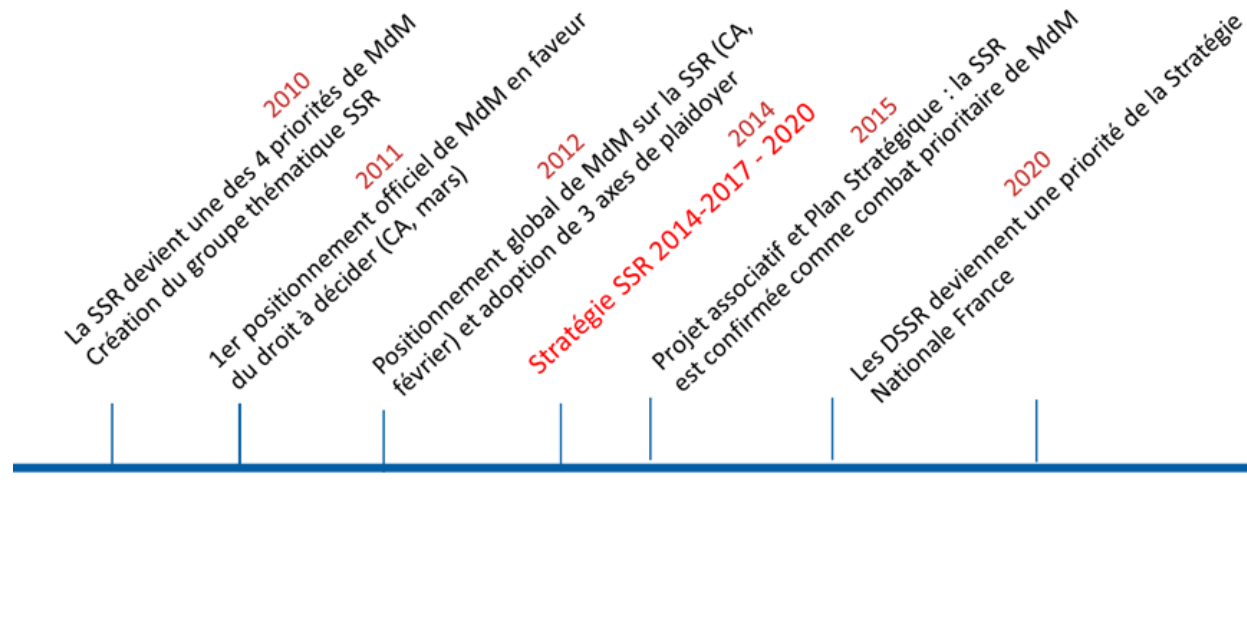 2010
La SSR devient une des 4 priorités de MdM
Création du groupe thématique SSR
2011
1er positionnement officiel de MdM en faveur
du droit à décider (CA, mars)
2012
Positionnement global de MdM sur la SSR (CA,
février) et adoption de 3 axes de plaidoyer
2014
Stratégie SSR 2014-2017 - 2020
2015
Projet associatif et Plan Stratégique : la SSR
est confirmée comme combat prioritaire de MdM
2020
Les DSSR deviennent une priorité de la Stratégie
Nationale France